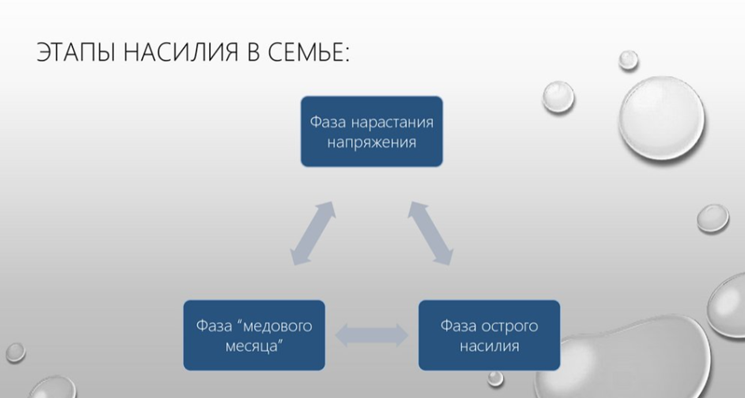 ЭТАПЫ НАСИЛИЯ В СЕМЬЕ:
Фаза нарастания
напряжения
Фаза “медового
месяца”
Фаза острого
насилия